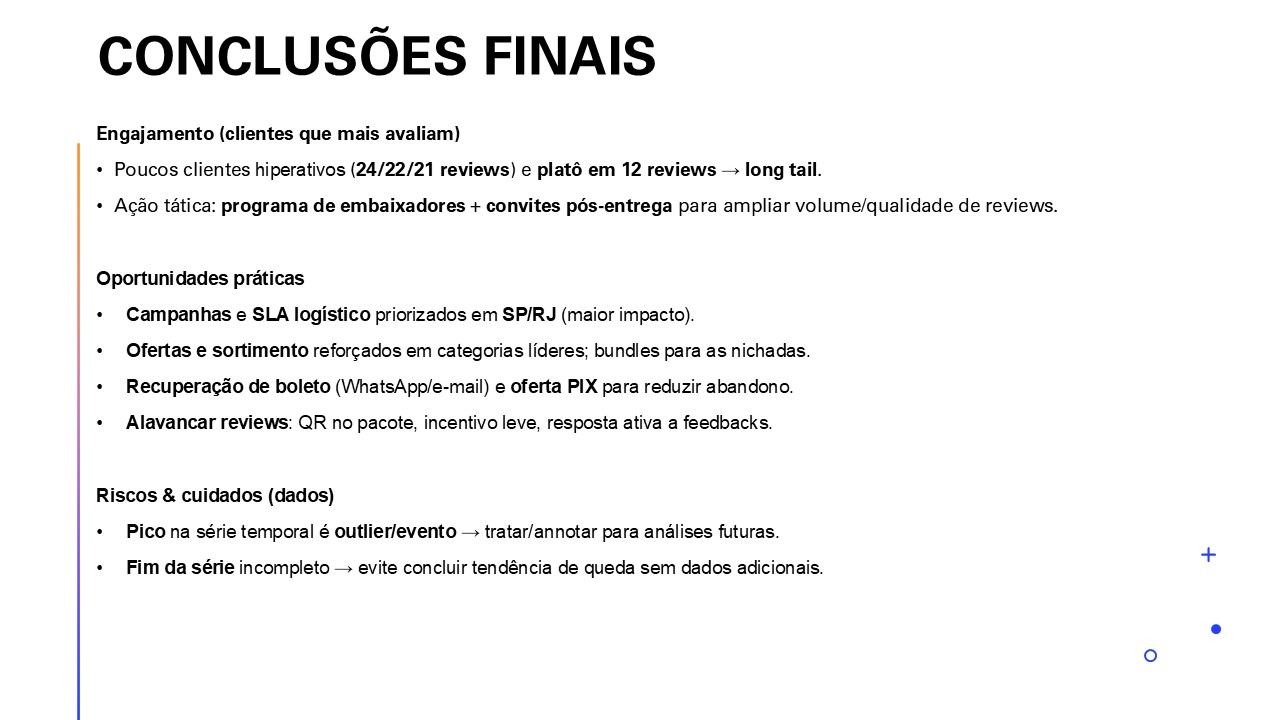 CONCLUSÕES FINAIS
Engajamento (clientes que mais avaliam)
• Poucos clientes hiperativos (24/22/21 reviews) e platô em 12 reviews → long tail.
• Ação tática: programa de embaixadores + convites pós-entrega para ampliar volume/qualidade de reviews.
Oportunidades práticas
• Campanhas e SLA logístico priorizados em SP/RJ (maior impacto).
• Ofertas e sortimento reforçados em categorias líderes; bundles para as nichadas.
• Recuperação de boleto (WhatsApp/e-mail) e oferta PIX para reduzir abandono.
• Alavancar reviews: QR no pacote, incentivo leve, resposta ativa a feedbacks.
Riscos & cuidados (dados)
• Pico na série temporal é outlier/evento → tratar/annotar para análises futuras.
• Fim da série incompleto → evite concluir tendência de queda sem dados adicionais.